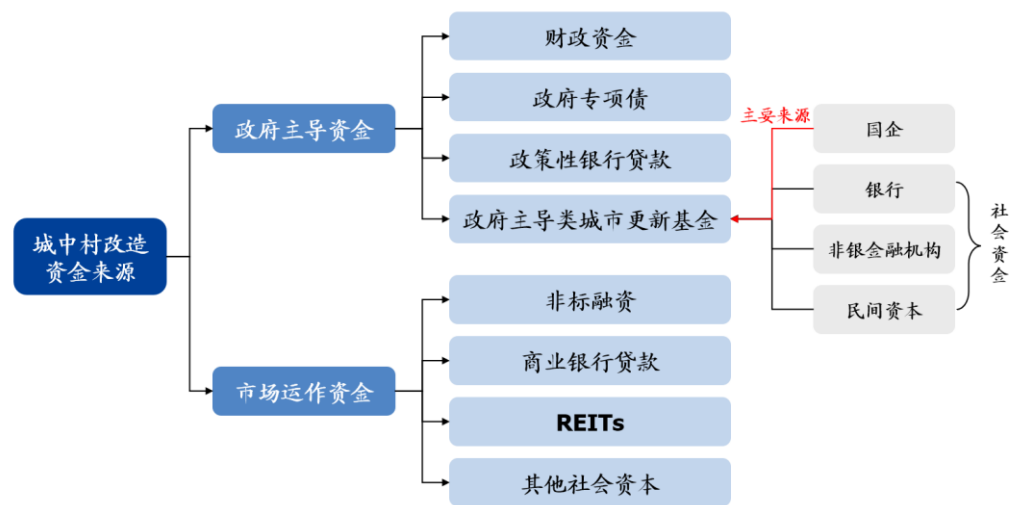 城中村改造
资金来源
政府主导资金
财政资金
政府专项债
政策性银行贷款
政府主导类城市更新基金
主要来源
国企
银行
非银金融机构
民间资本
社会资金
市场运作资金
非标融资
商业银行贷款
REITs
其他社会资本